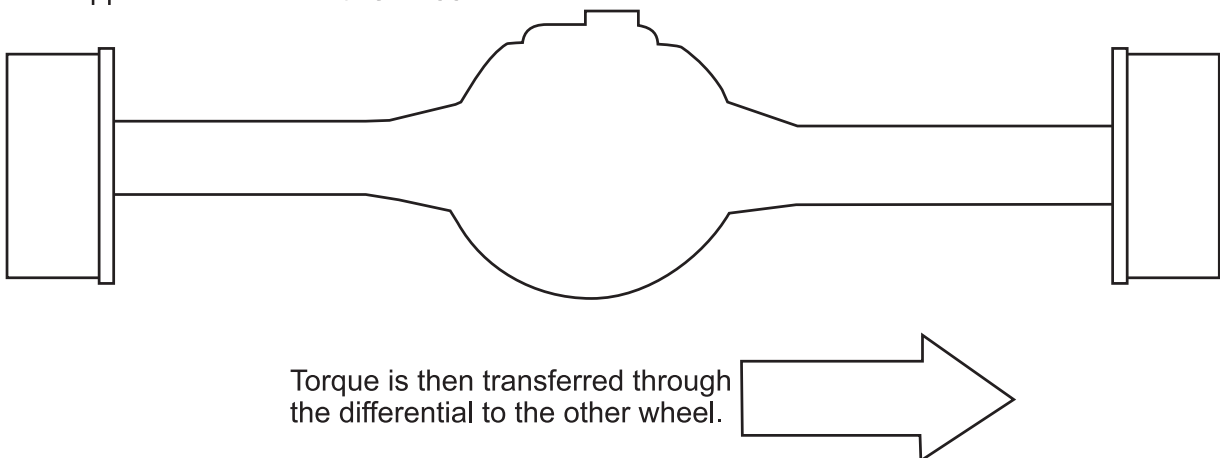 Torque is then transferred through
the differential to the other wheel.